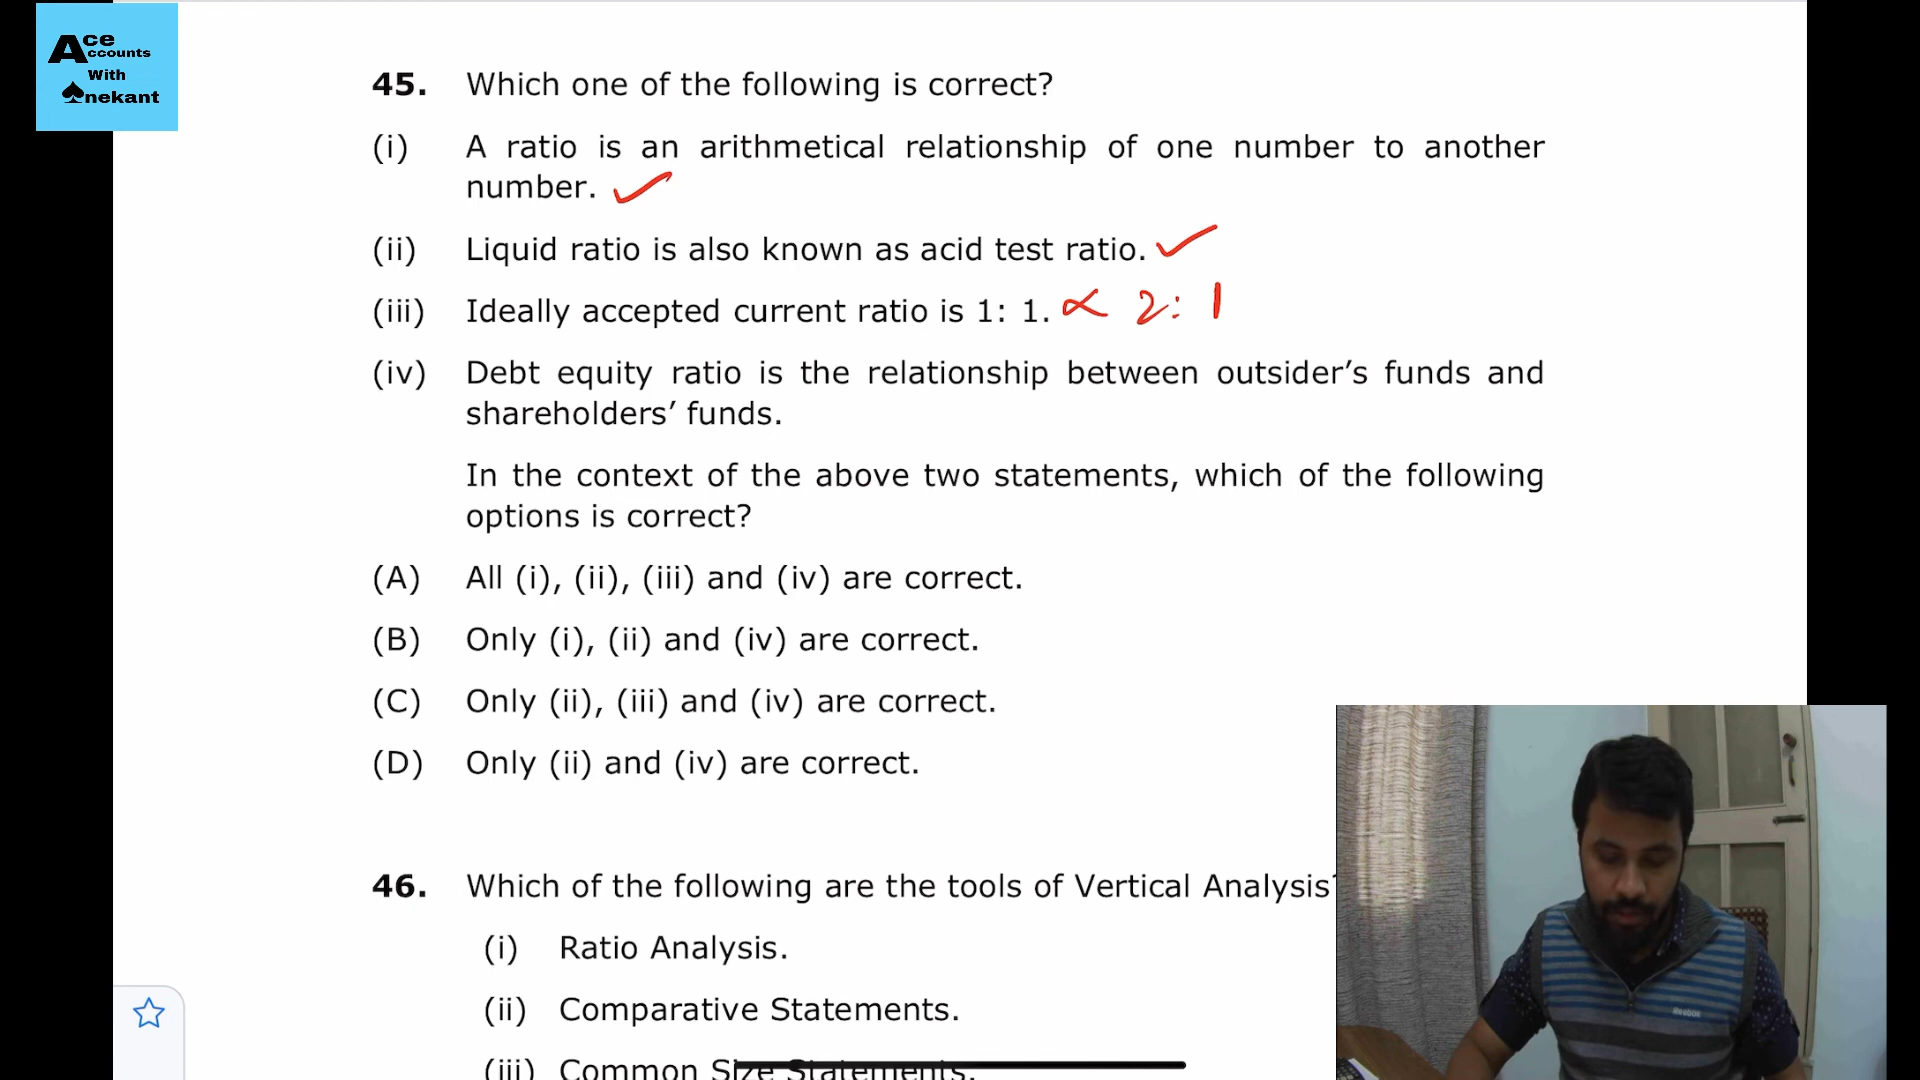 Ace
Accounts
With
Anekant
45. Which one of the following is correct?
(i) A ratio is an arithmetical relationship of one number to another
number. ✓
(ii) Liquid ratio is also known as acid test ratio. ✓
(iii) Ideally accepted current ratio is 1: 1. 2: 1
(iv) Debt equity ratio is the relationship between outsider’s funds and
shareholders’ funds.
In the context of the above two statements, which of the following
options is correct?
(A) All (i), (ii), (iii) and (iv) are correct.
(B) Only (i), (ii) and (iv) are correct.
(C) Only (ii), (iii) and (iv) are correct.
(D) Only (ii) and (iv) are correct.
46. Which of the following are the tools of Vertical Analysis?
(i) Ratio Analysis.
(ii) Comparative Statements.
(iii) Common Size Statements.
Reebok